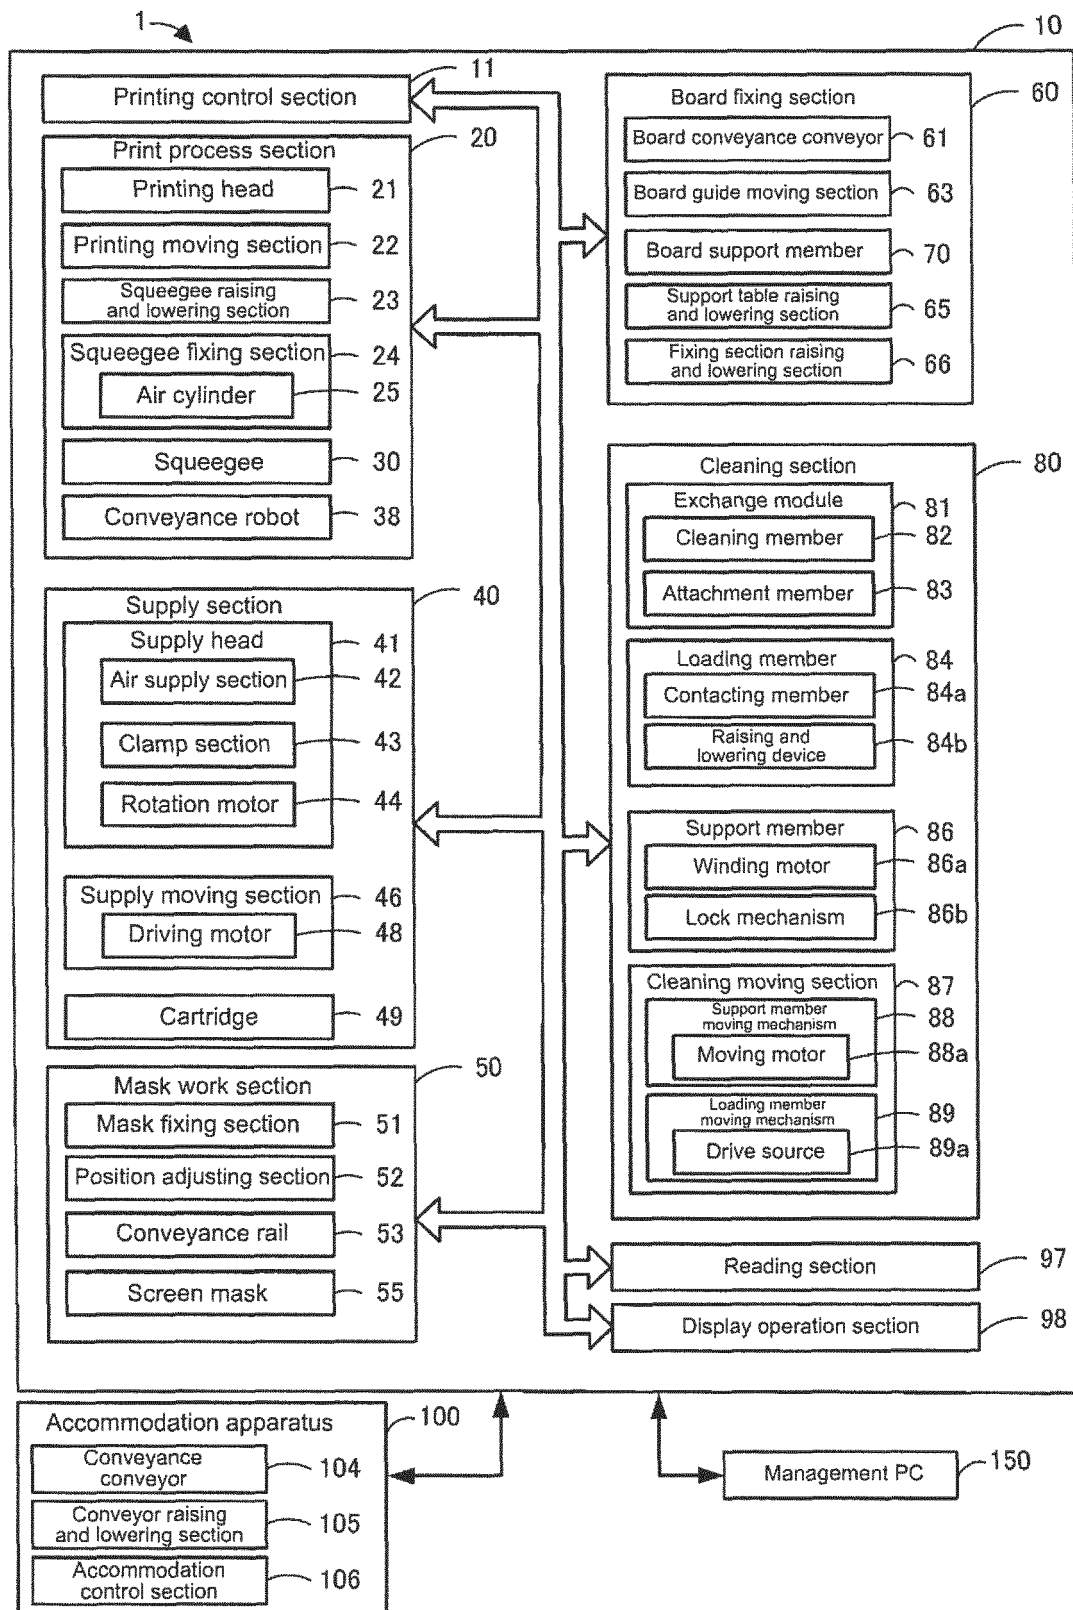 1
10
Printing control section
11
Print process section
20
Printing head
21
Printing moving section
22
Squeegee raising
and lowering section
23
Squeegee fixing section
24
Air cylinder
25
Squeegee
30
Conveyance robot
38
Supply section
40
Supply head
41
Air supply section
42
Clamp section
43
Rotation motor
44
Supply moving section
46
Driving motor
48
Cartridge
49
Mask work section
50
Mask fixing section
51
Position adjusting section
52
Conveyance rail
53
Screen mask
55
Board fixing section
60
Board conveyance conveyor
61
Board guide moving section
63
Board support member
70
Support table raising
and lowering section
65
Fixing section raising
and lowering section
66
Cleaning section
80
Exchange module
81
Cleaning member
82
Attachment member
83
Loading member
84
Contacting member
84a
Raising and
lowering device
84b
Support member
86
Winding motor
86a
Lock mechanism
86b
Cleaning moving section
87
Support member
moving mechanism
88
Moving motor
88a
Loading member
moving mechanism
89
Drive source
89a
Reading section
97
Display operation section
98
Accommodation apparatus
100
Conveyance
conveyor
104
Conveyor raising
and lowering section
105
Accommodation
control section
106
Management PC
150